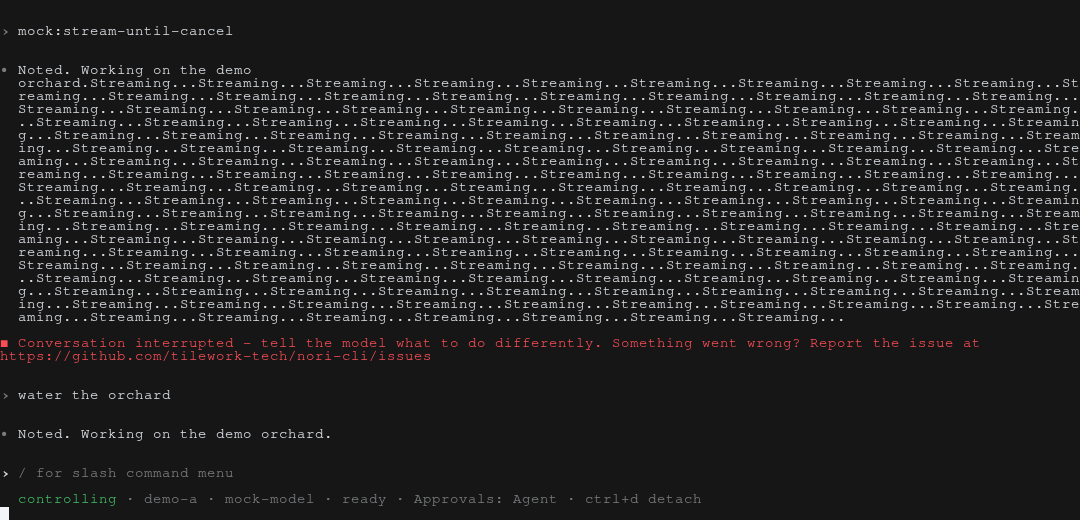 › mock:stream-until-cancel
• Noted. Working on the demo
orchard.Streaming...Streaming...Streaming...Streaming...Streaming...Streaming...Streaming...Streaming...Streaming...St
reaming...Streaming...Streaming...Streaming...Streaming...Streaming...Streaming...Streaming...Streaming...Streaming...
Streaming...Streaming...Streaming...Streaming...Streaming...Streaming...Streaming...Streaming...Streaming...Streaming.
..Streaming...Streaming...Streaming...Streaming...Streaming...Streaming...Streaming...Streaming...Streaming...Streamin
g...Streaming...Streaming...Streaming...Streaming...Streaming...Streaming...Streaming...Streaming...Streaming...Stream
ing...Streaming...Streaming...Streaming...Streaming...Streaming...Streaming...Streaming...Streaming...Streaming...Stre
aming...Streaming...Streaming...Streaming...Streaming...Streaming...Streaming...Streaming...Streaming...Streaming...St
reaming...Streaming...Streaming...Streaming...Streaming...Streaming...Streaming...Streaming...Streaming...Streaming...
Streaming...Streaming...Streaming...Streaming...Streaming...Streaming...Streaming...Streaming...Streaming...Streaming.
..Streaming...Streaming...Streaming...Streaming...Streaming...Streaming...Streaming...Streaming...Streaming...Streamin
g...Streaming...Streaming...Streaming...Streaming...Streaming...Streaming...Streaming...Streaming...Streaming...Stream
ing...Streaming...Streaming...Streaming...Streaming...Streaming...Streaming...Streaming...Streaming...Streaming...Stre
aming...Streaming...Streaming...Streaming...Streaming...Streaming...Streaming...Streaming...Streaming...Streaming...St
reaming...Streaming...Streaming...Streaming...Streaming...Streaming...Streaming...Streaming...Streaming...Streaming...
Streaming...Streaming...Streaming...Streaming...Streaming...Streaming...Streaming...Streaming...Streaming...Streaming.
..Streaming...Streaming...Streaming...Streaming...Streaming...Streaming...Streaming...Streaming...Streaming...Streamin
g...Streaming...Streaming...Streaming...Streaming...Streaming...Streaming...Streaming...Streaming...Streaming...Stream
ing...Streaming...Streaming...Streaming...Streaming...Streaming...Streaming...Streaming...Streaming...Streaming...Stre
aming...Streaming...Streaming...Streaming...Streaming...Streaming...Streaming...Streaming...
■ Conversation interrupted - tell the model what to do differently. Something went wrong? Report the issue at
https://github.com/tilework-tech/nori-cli/issues
› water the orchard
• Noted. Working on the demo orchard.
› / for slash command menu
controlling · demo-a · mock-model · ready · Approvals: Agent · ctrl+d detach